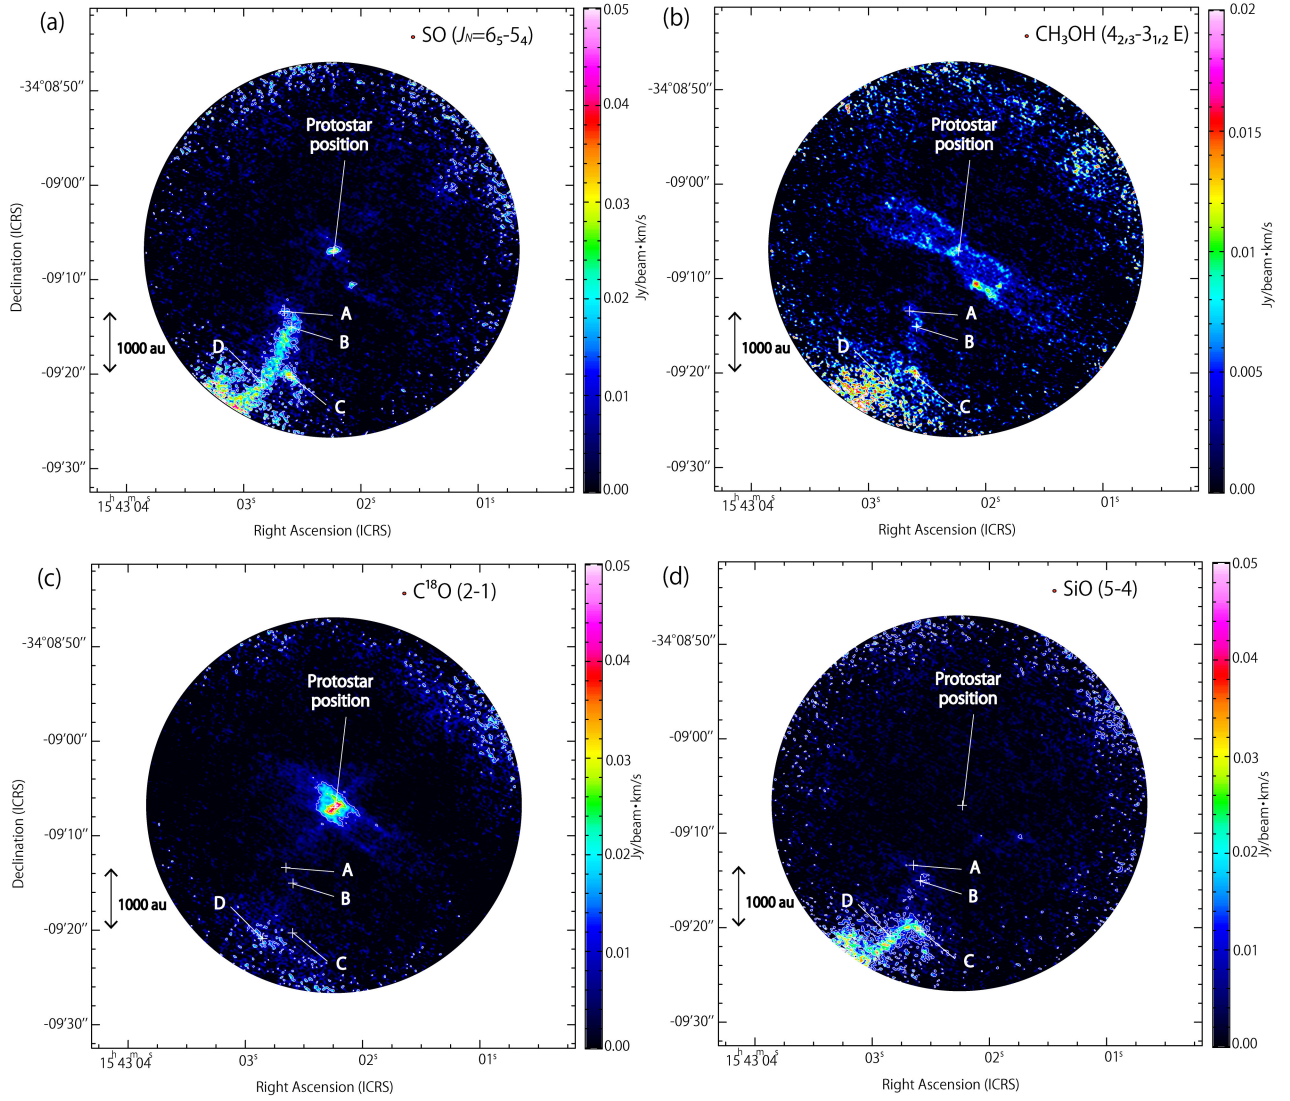 (a)
SO (J_N=6₅-5₄)
0.05
0.04
0.03
0.02
0.01
0.00
Jy/beam•km/s
-34°08′50″
-09′00″
-09′10″
-09′20″
-09′30″
Declination (ICRS)
Protostar
position
A
B
C
D
1000 au
15ʰ43ᵐ04ˢ
03ˢ
02ˢ
01ˢ
Right Ascension (ICRS)
(b)
CH₃OH (4₂,₃-3₁,₂ E)
0.02
0.015
0.01
0.005
0.00
Jy/beam•km/s
-34°08′50″
-09′00″
-09′10″
-09′20″
-09′30″
Protostar
position
A
B
C
D
1000 au
15ʰ43ᵐ04ˢ
03ˢ
02ˢ
01ˢ
Right Ascension (ICRS)
(c)
C¹⁸O (2-1)
0.05
0.04
0.03
0.02
0.01
0.00
Jy/beam•km/s
-34°08′50″
-09′00″
-09′10″
-09′20″
-09′30″
Declination (ICRS)
Protostar
position
A
B
C
D
1000 au
15ʰ43ᵐ04ˢ
03ˢ
02ˢ
01ˢ
Right Ascension (ICRS)
(d)
SiO (5-4)
0.05
0.04
0.03
0.02
0.01
0.00
Jy/beam•km/s
-34°08′50″
-09′00″
-09′10″
-09′20″
-09′30″
Protostar
position
A
B
C
D
1000 au
15ʰ43ᵐ04ˢ
03ˢ
02ˢ
01ˢ
Right Ascension (ICRS)